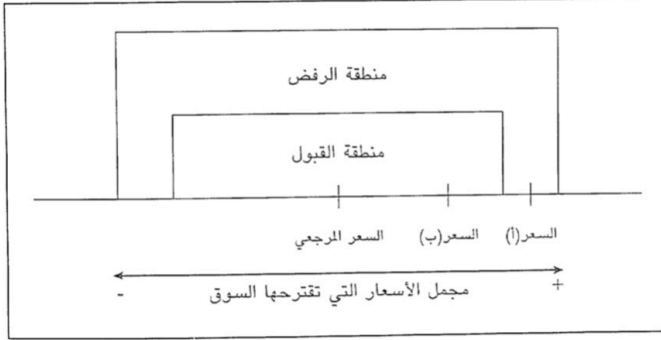 منطقة الرفض
منطقة القبول
السعر(أ) السعر(ب) السعر المرجعي
+ -
مجمل الأسعار التي تقترحها السوق